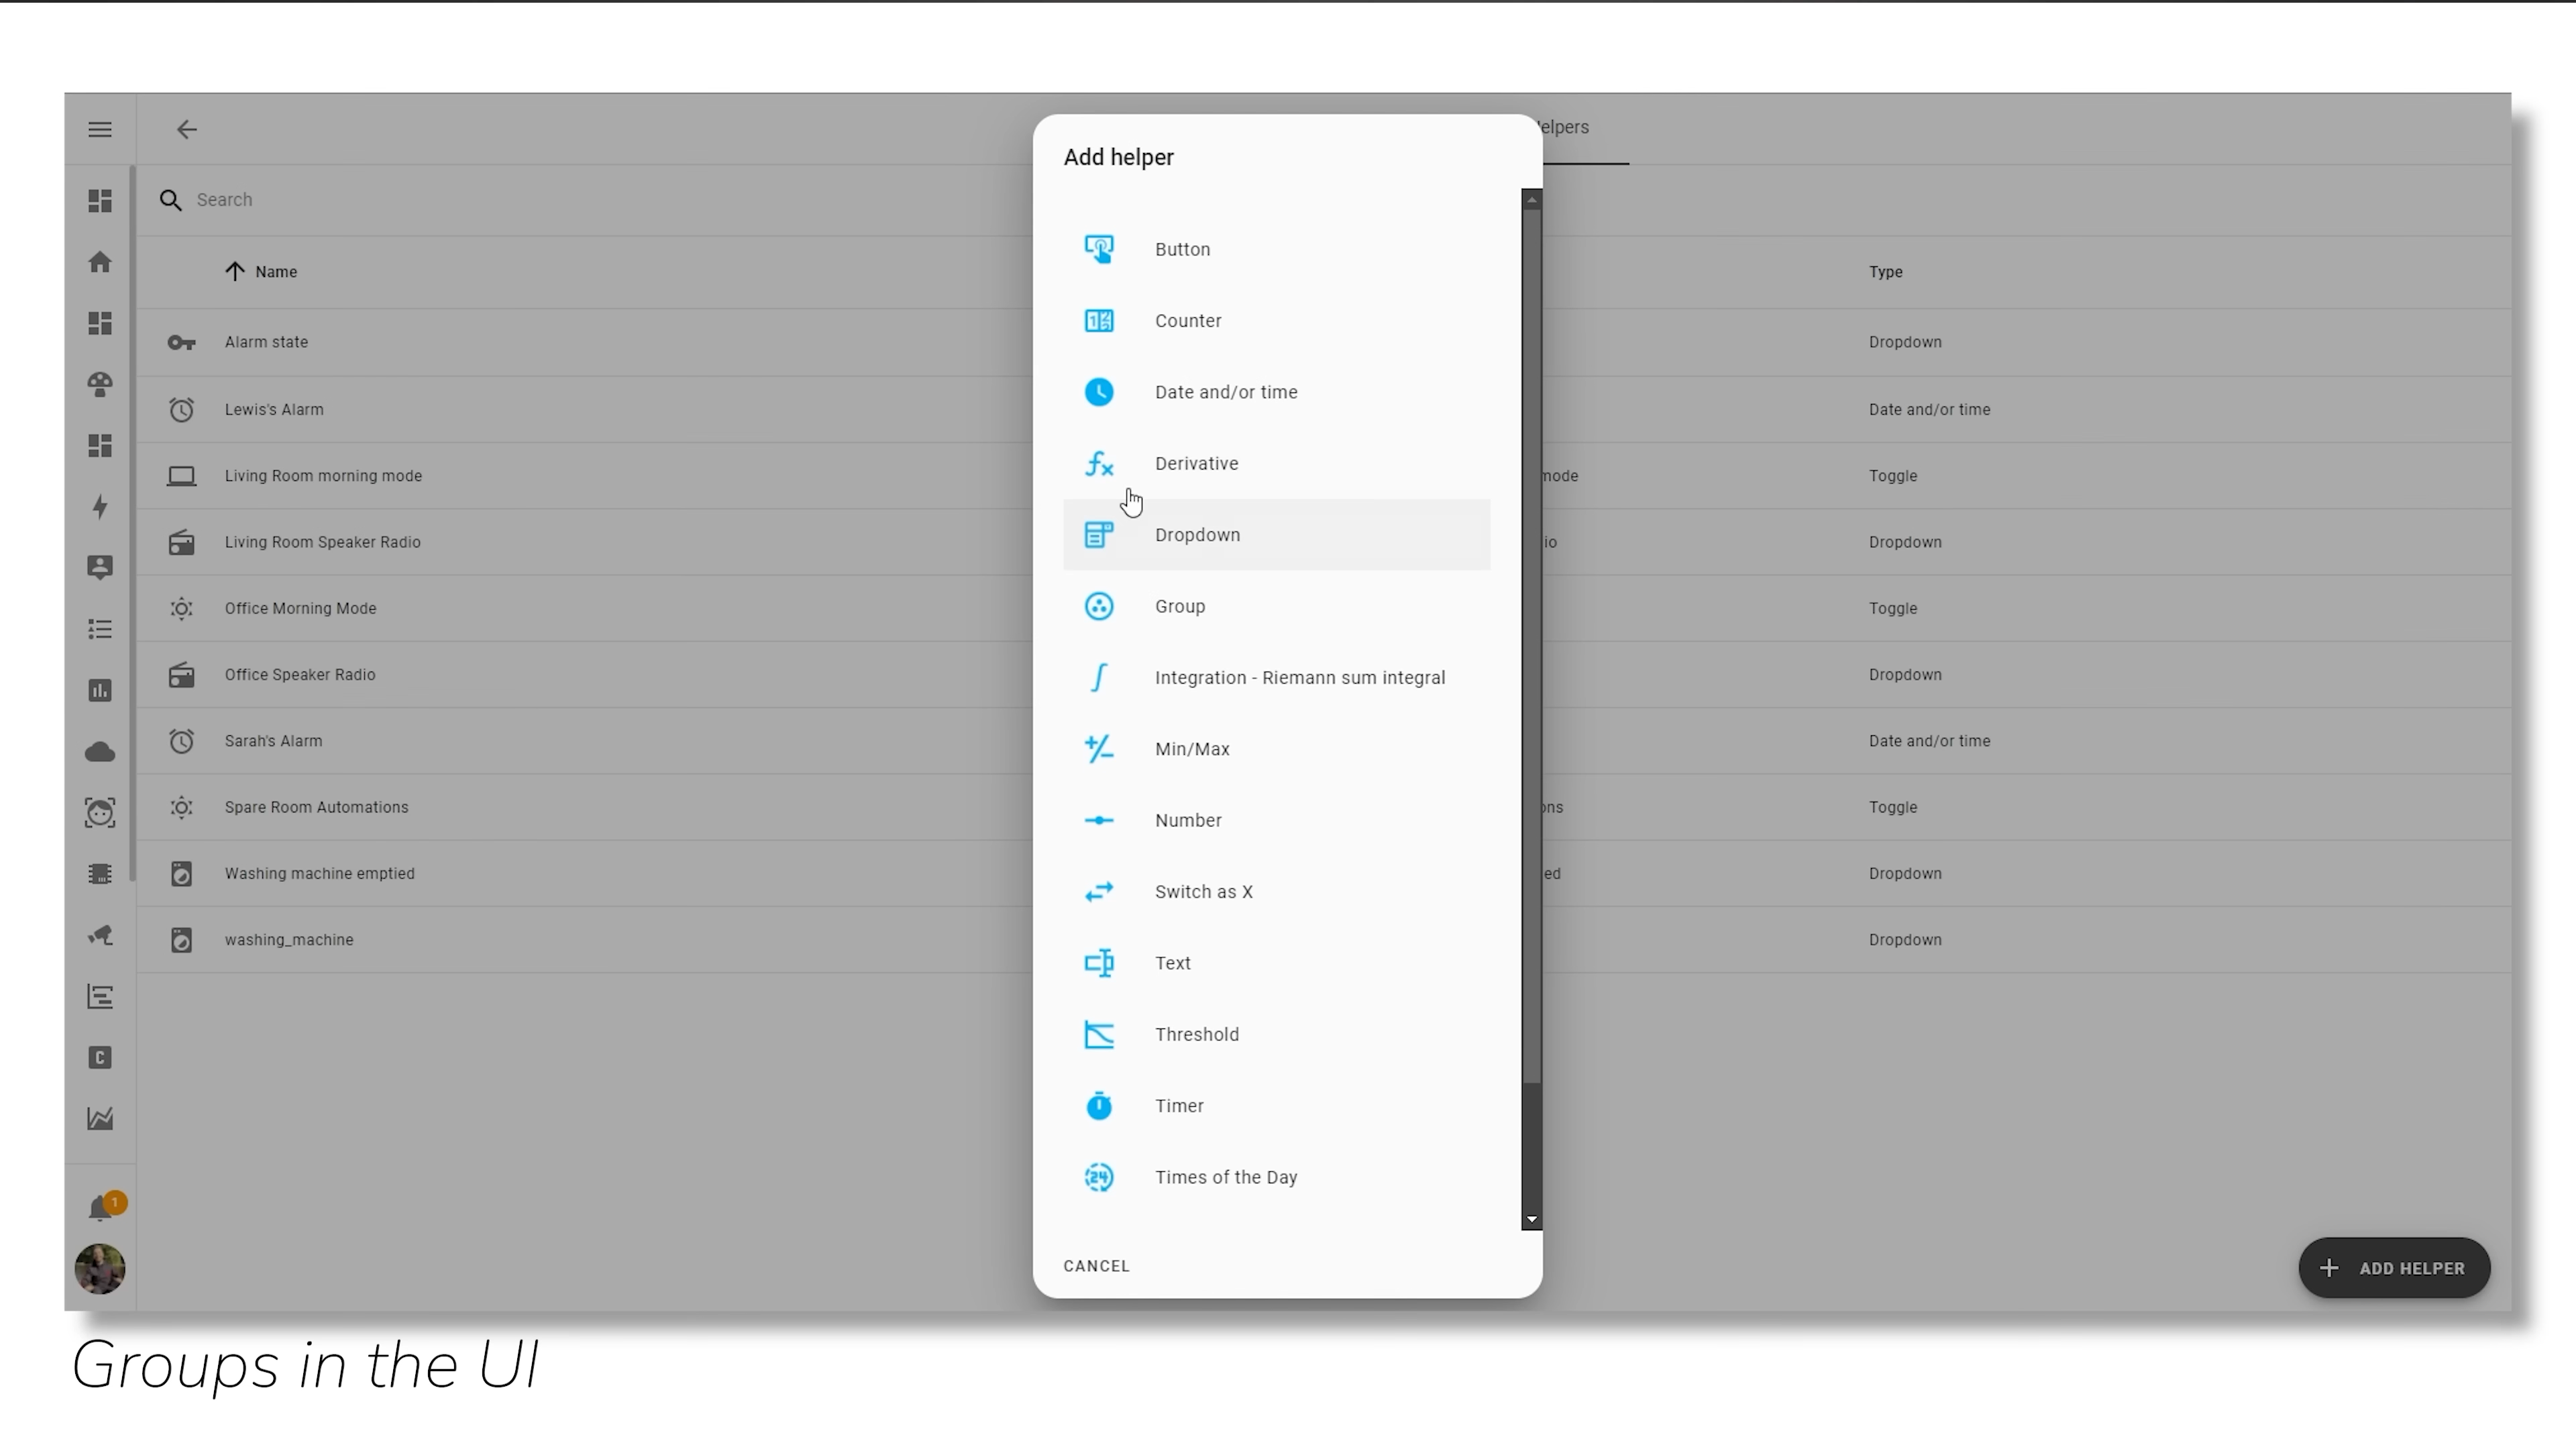 Add helper
elpers
Search
Name
Type
Alarm state
Dropdown
Lewis's Alarm
Date and/or time
Living Room morning mode
mode
Toggle
Living Room Speaker Radio
io
Dropdown
Office Morning Mode
Toggle
Office Speaker Radio
Dropdown
Sarah's Alarm
Date and/or time
Spare Room Automations
ons
Toggle
Washing machine emptied
ed
Dropdown
washing_machine
Dropdown
Button
Counter
Date and/or time
Derivative
Dropdown
Group
Integration - Riemann sum integral
Min/Max
Number
Switch as X
Text
Threshold
Timer
Times of the Day
CANCEL
1
ADD HELPER
Groups in the UI